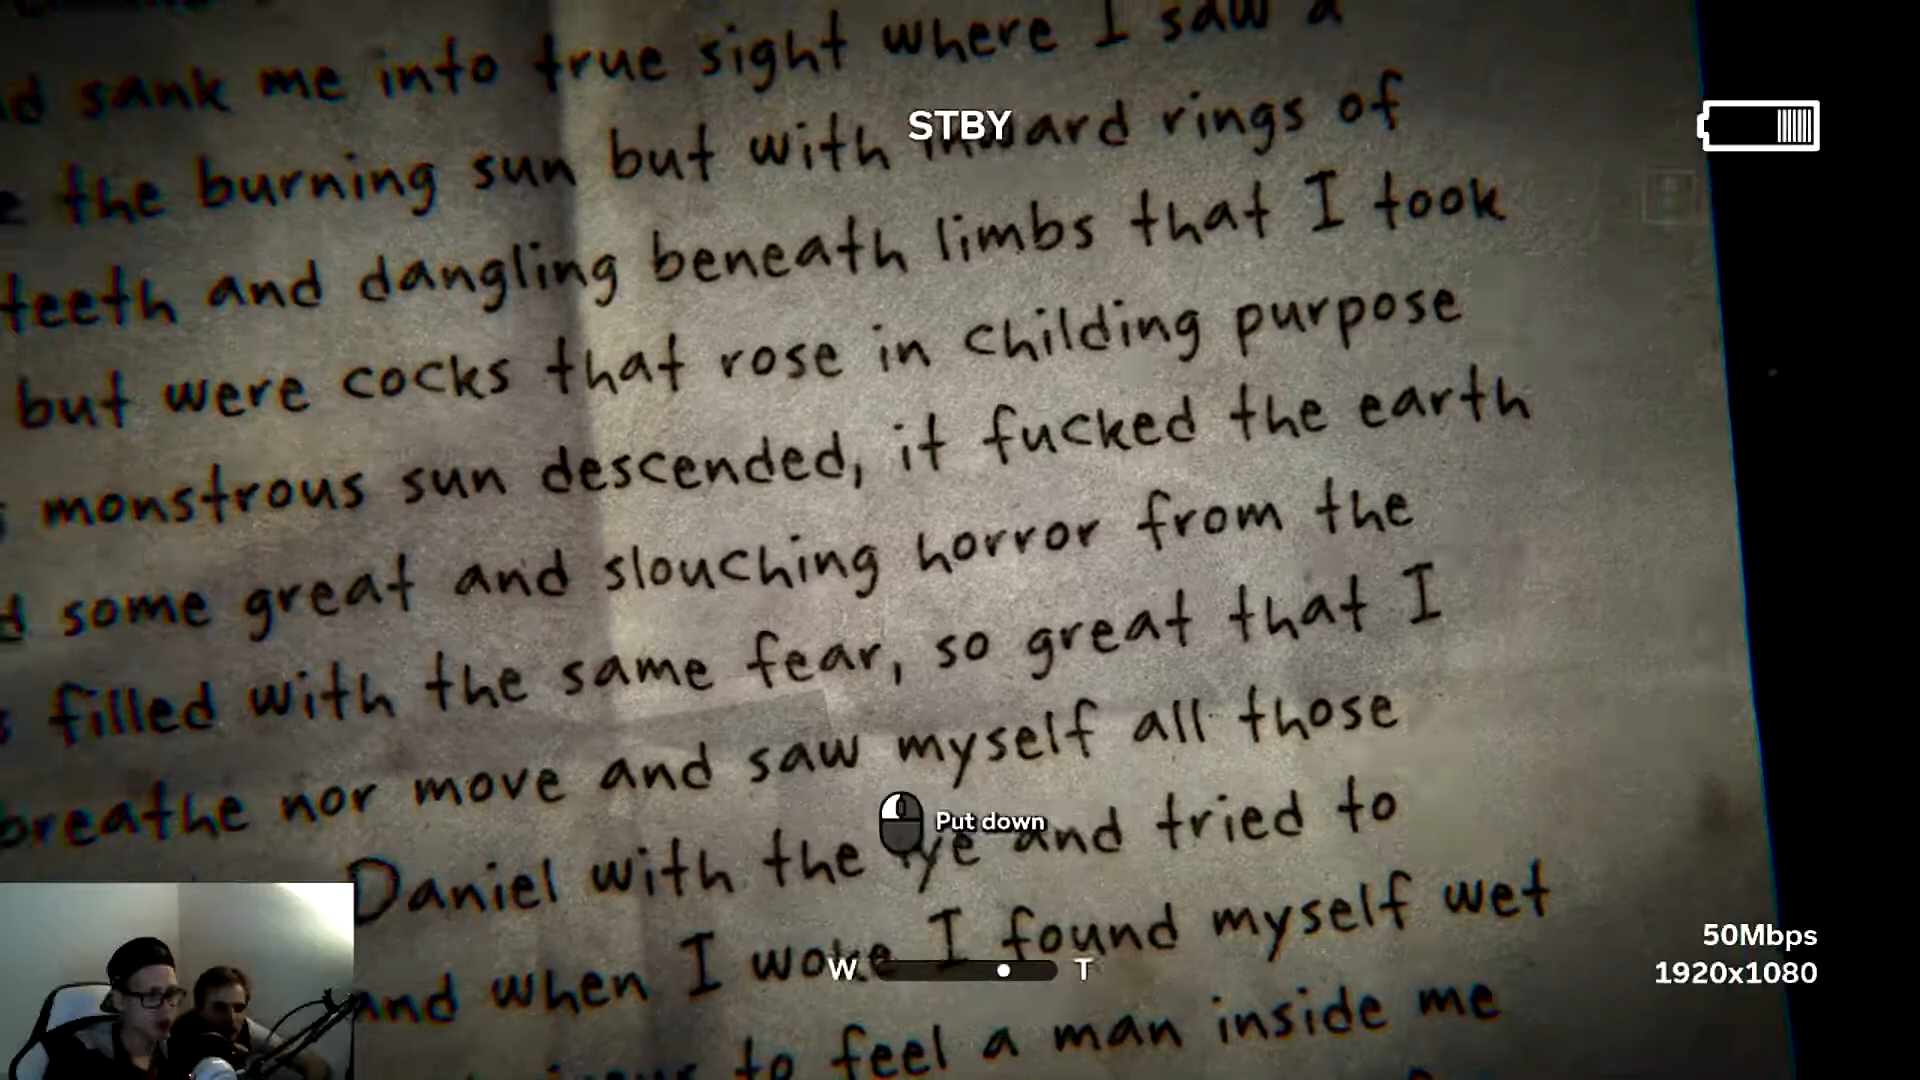 sank me into true sight where I saw a
the burning sun but with inward rings of
teeth and dangling beneath limbs that I took
but were cocks that rose in childing purpose
monstrous sun descended, it fucked the earth
some great and slouching horror from the
filled with the same fear, so great that I
breathe nor move and saw myself all those
Daniel with the lye and tried to
and when I woke I found myself wet
to feel a man inside me
STBY
Put down
W T
50Mbps
1920x1080